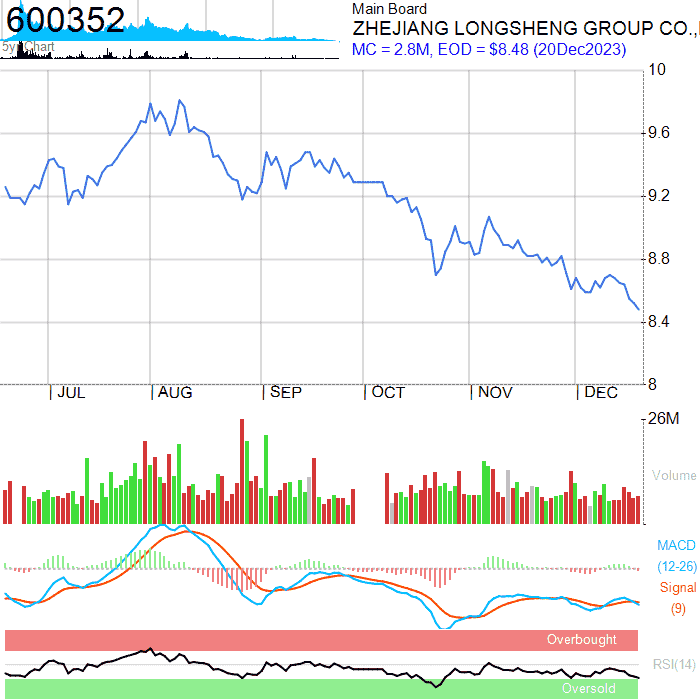 600352
5yr Chart
Main Board
ZHEJIANG LONGSHENG GROUP CO.,
MC = 2.8M, EOD = $8.48 (20Dec2023)
10
9.6
9.2
8.8
8.4
8
JUL AUG SEP OCT NOV DEC
26M
Volume
MACD
(12-26)
Signal
(9)
Overbought
RSI(14)
Oversold